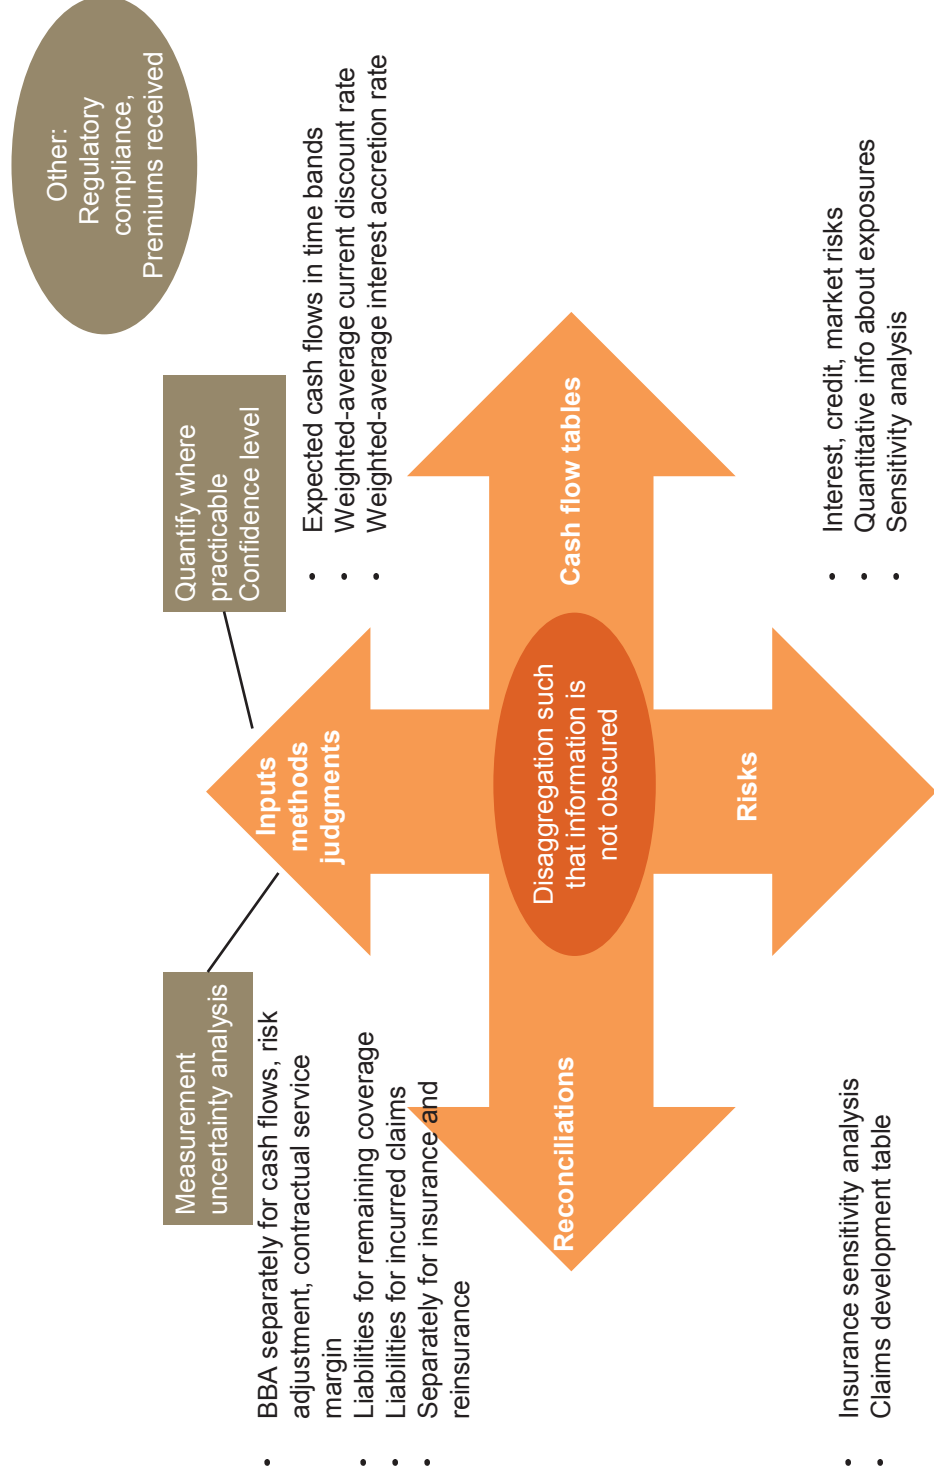 Other:
Regulatory
compliance,
Premiums received
Measurement
uncertainty analysis
Quantify where
practicable
Confidence level
Inputs
methods
judgments
• BBA separately for cash flows, risk
adjustment, contractual service
margin
• Liabilities for remaining coverage
• Liabilities for incurred claims
• Separately for insurance and
reinsurance
• Expected cash flows in time bands
• Weighted-average current discount rate
• Weighted-average interest accretion rate
Reconciliations
Disaggregation such
that information is
not obscured
Cash flow tables
Risks
• Insurance sensitivity analysis
• Claims development table
• Interest, credit, market risks
• Quantitative info about exposures
• Sensitivity analysis